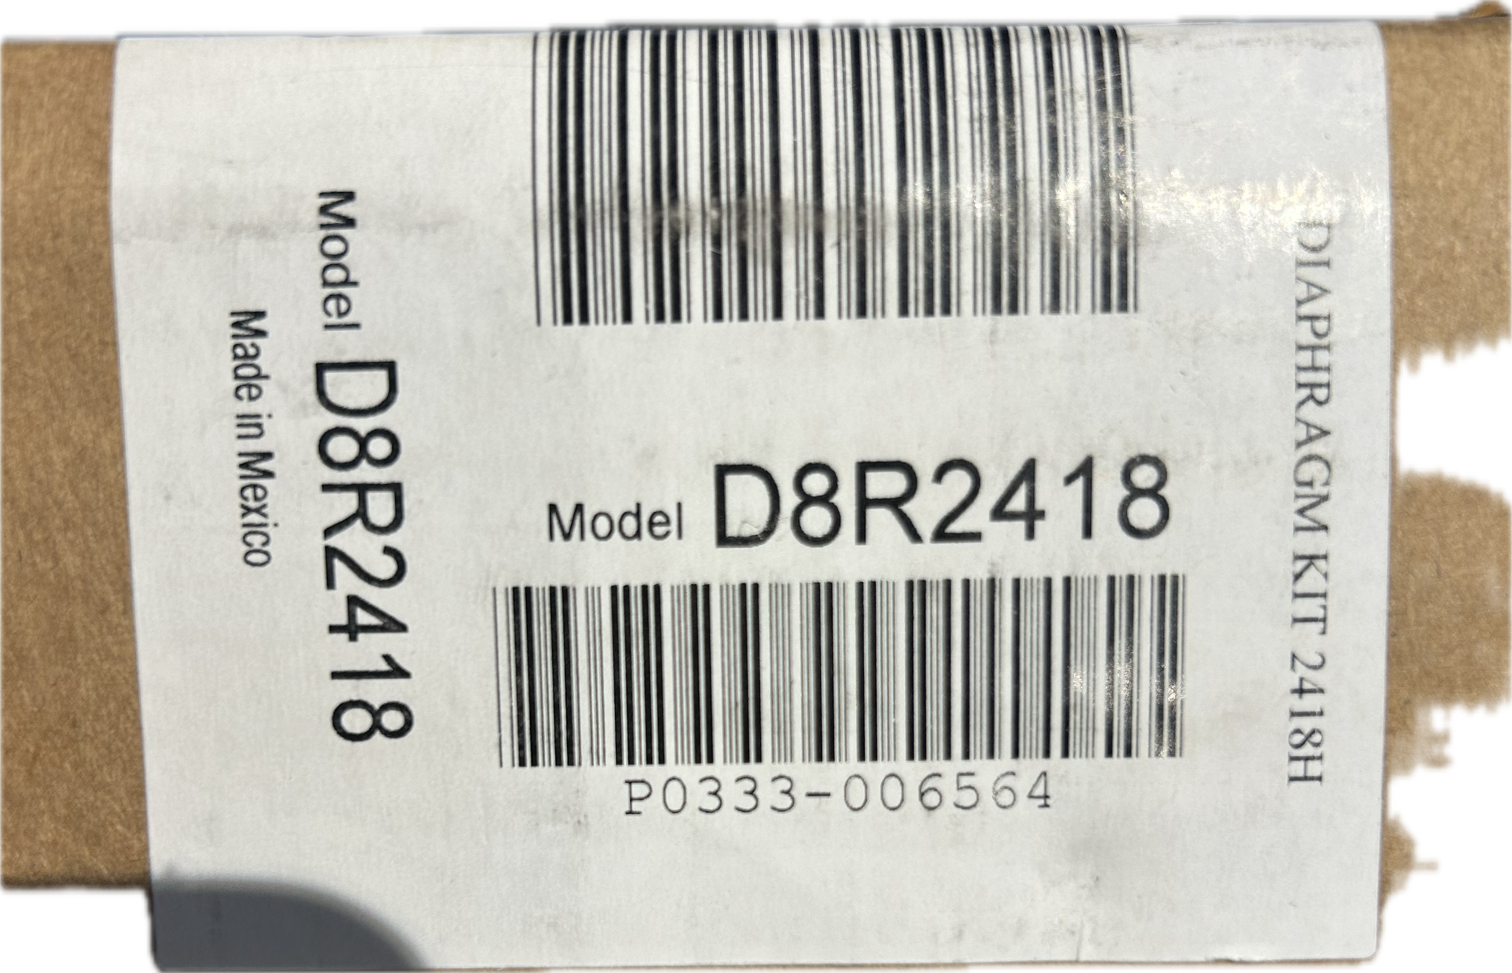 Model D8R2418
Made in Mexico
Model D8R2418
P0333-006564
DIAPHRAGM KIT 2418H